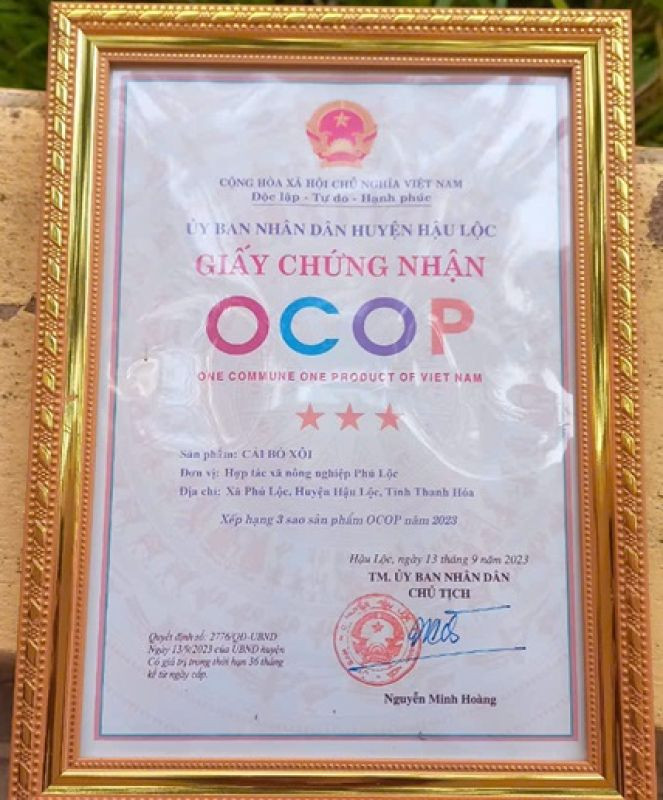 CỘNG HÒA XÃ HỘI CHỦ NGHĨA VIỆT NAM
Độc lập - Tự do - Hạnh phúc
ỦY BAN NHÂN DÂN HUYỆN HẬU LỘC
GIẤY CHỨNG NHẬN
OCOP
ONE COMMUNE ONE PRODUCT OF VIET NAM
Sản phẩm: CẢI BÓ XÔI
Đơn vị: Hợp tác xã nông nghiệp Phú Lộc
Địa chỉ: Xã Phú Lộc, Huyện Hậu Lộc, Tỉnh Thanh Hóa
Xếp hạng 3 sao sản phẩm OCOP năm 2023
Hậu Lộc, ngày 13 tháng 9 năm 2023
TM. ỦY BAN NHÂN DÂN
CHỦ TỊCH
Quyết định số: 2776/QĐ-UBND
Ngày 13/9/2023 của UBND huyện
Có giá trị trong thời hạn 36 tháng
kể từ ngày cấp.
Nguyễn Minh Hoàng